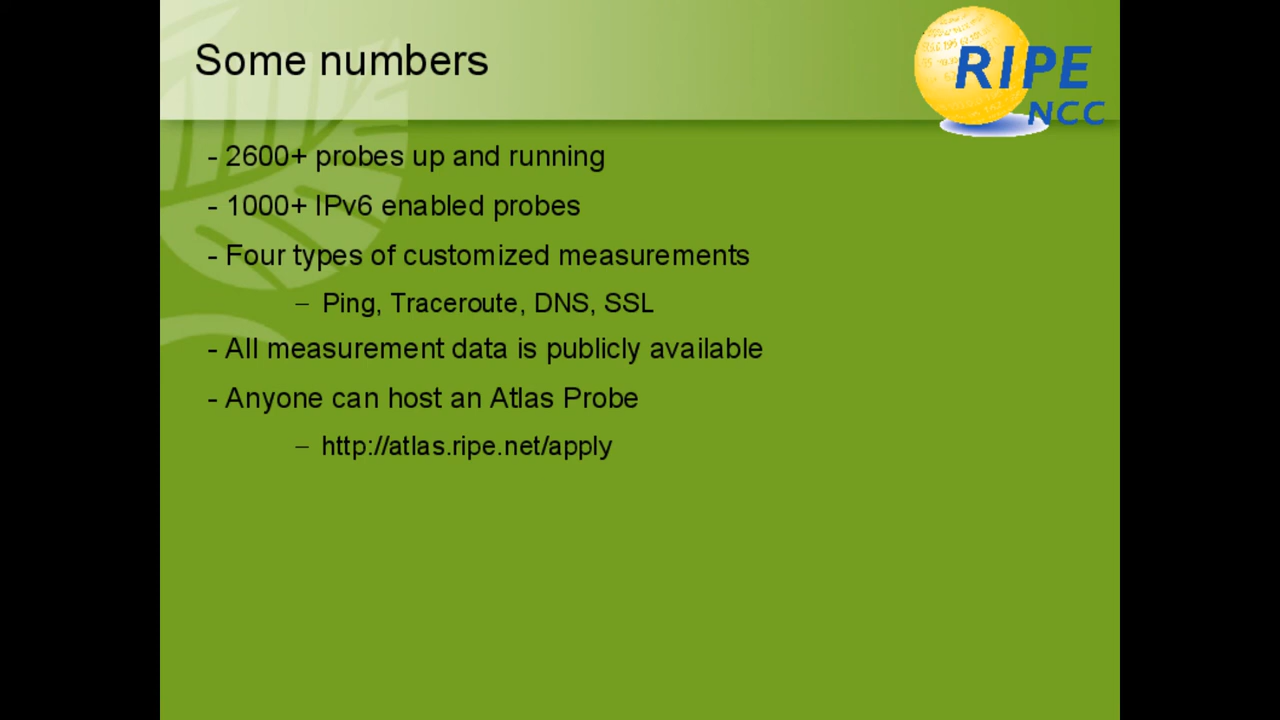 Some numbers
RIPE
NCC
- 2600+ probes up and running
- 1000+ IPv6 enabled probes
- Four types of customized measurements
– Ping, Traceroute, DNS, SSL
- All measurement data is publicly available
- Anyone can host an Atlas Probe
– http://atlas.ripe.net/apply